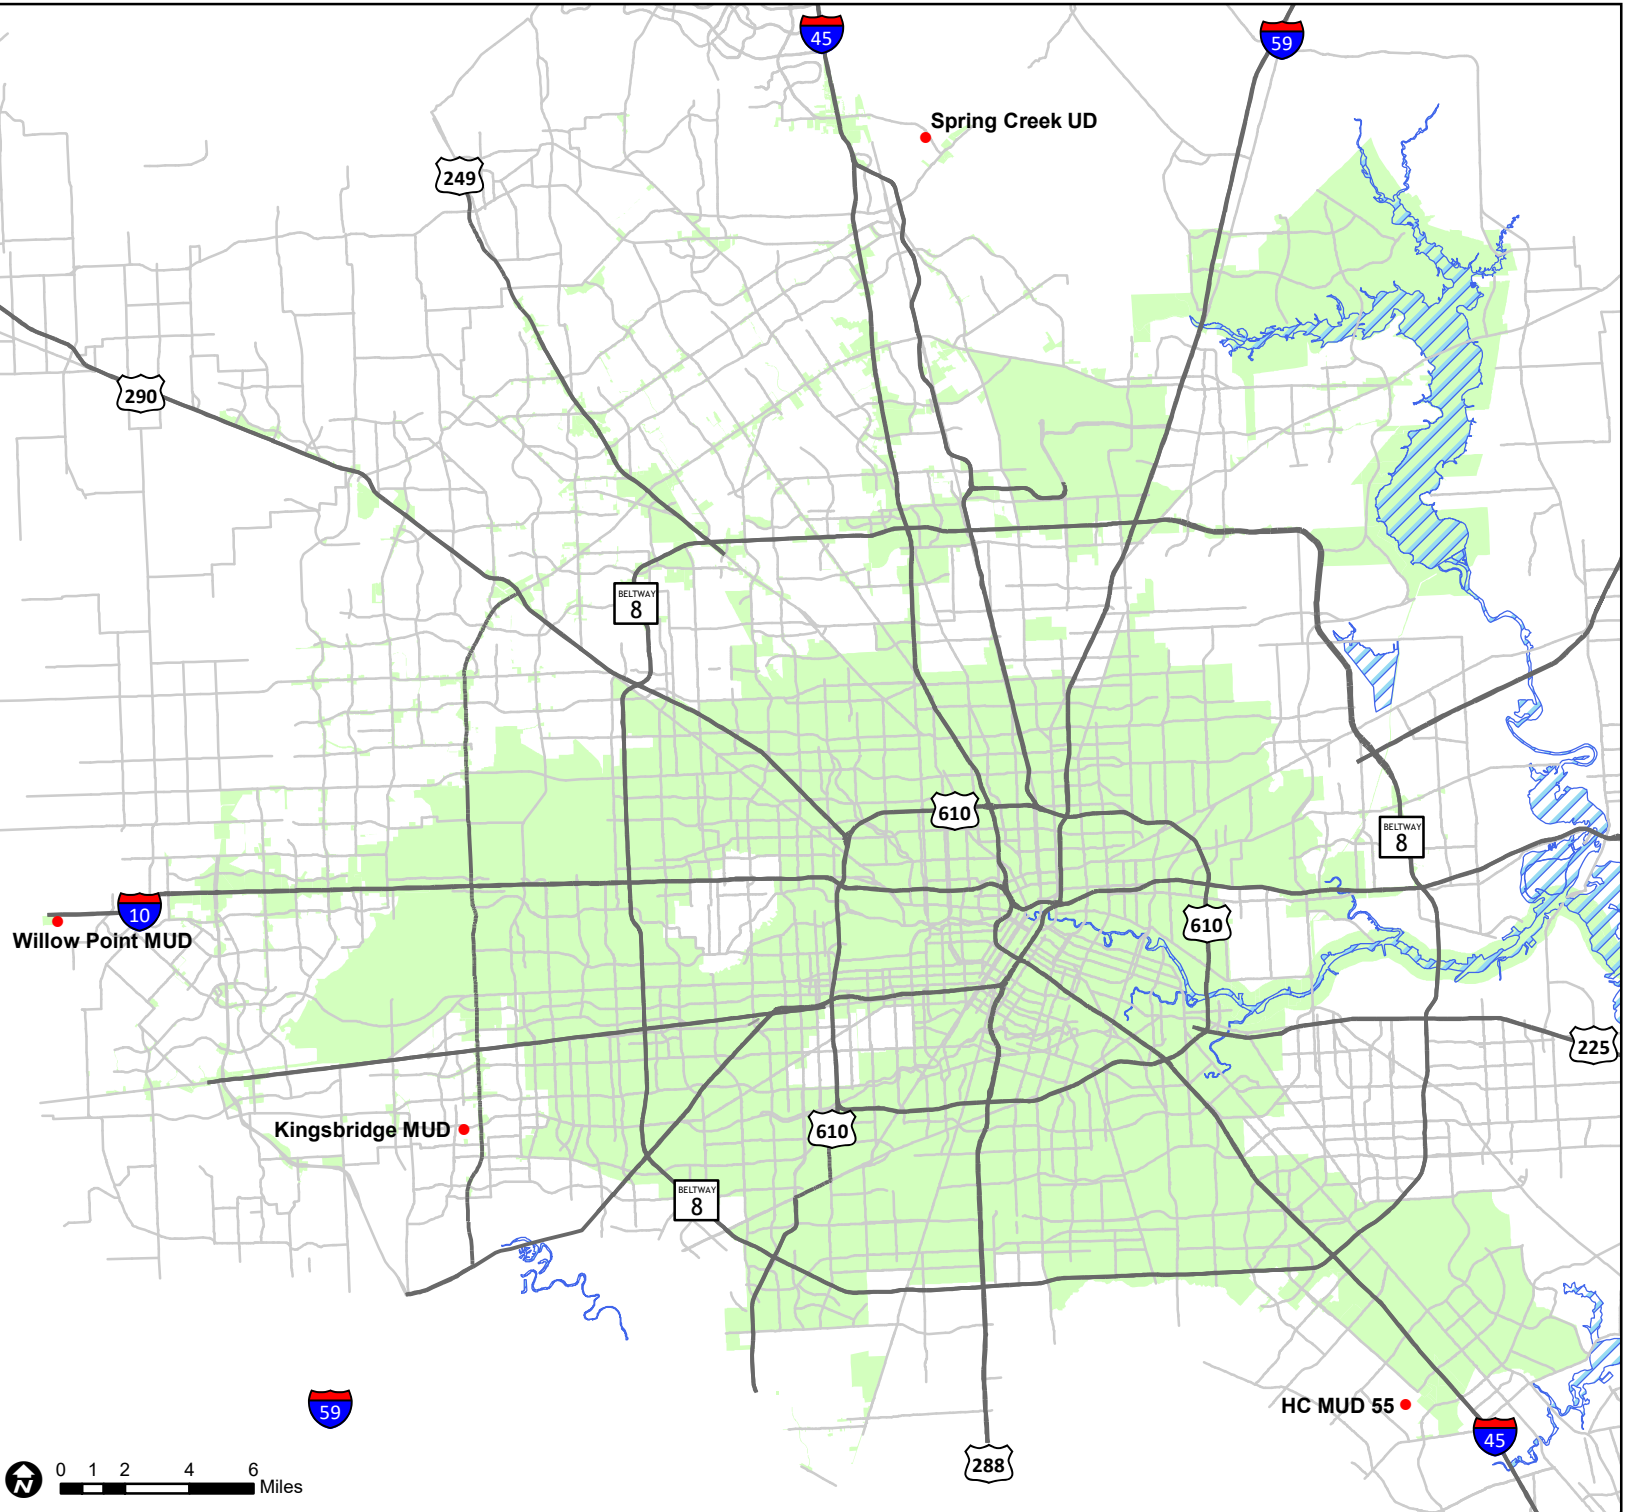 45
59
Spring Creek UD
249
290
BELTWAY
8
610
BELTWAY
8
10
Willow Point MUD
610
225
Kingsbridge MUD
610
BELTWAY
8
59
HC MUD 55
45
288
N
0 1 2 4 6
Miles